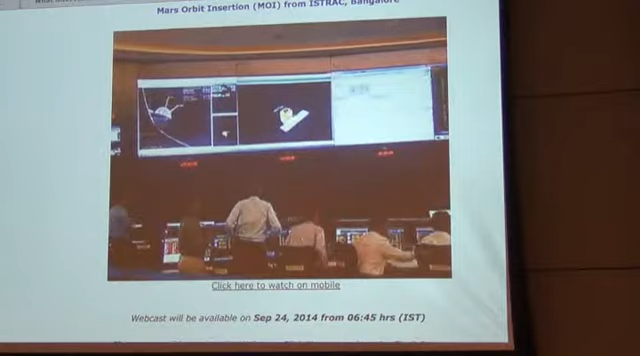 Mars Orbit Insertion (MOI) from ISTRAC, Bangalore
Click here to watch on mobile
Webcast will be available on Sep 24, 2014 from 06:45 hrs (IST)